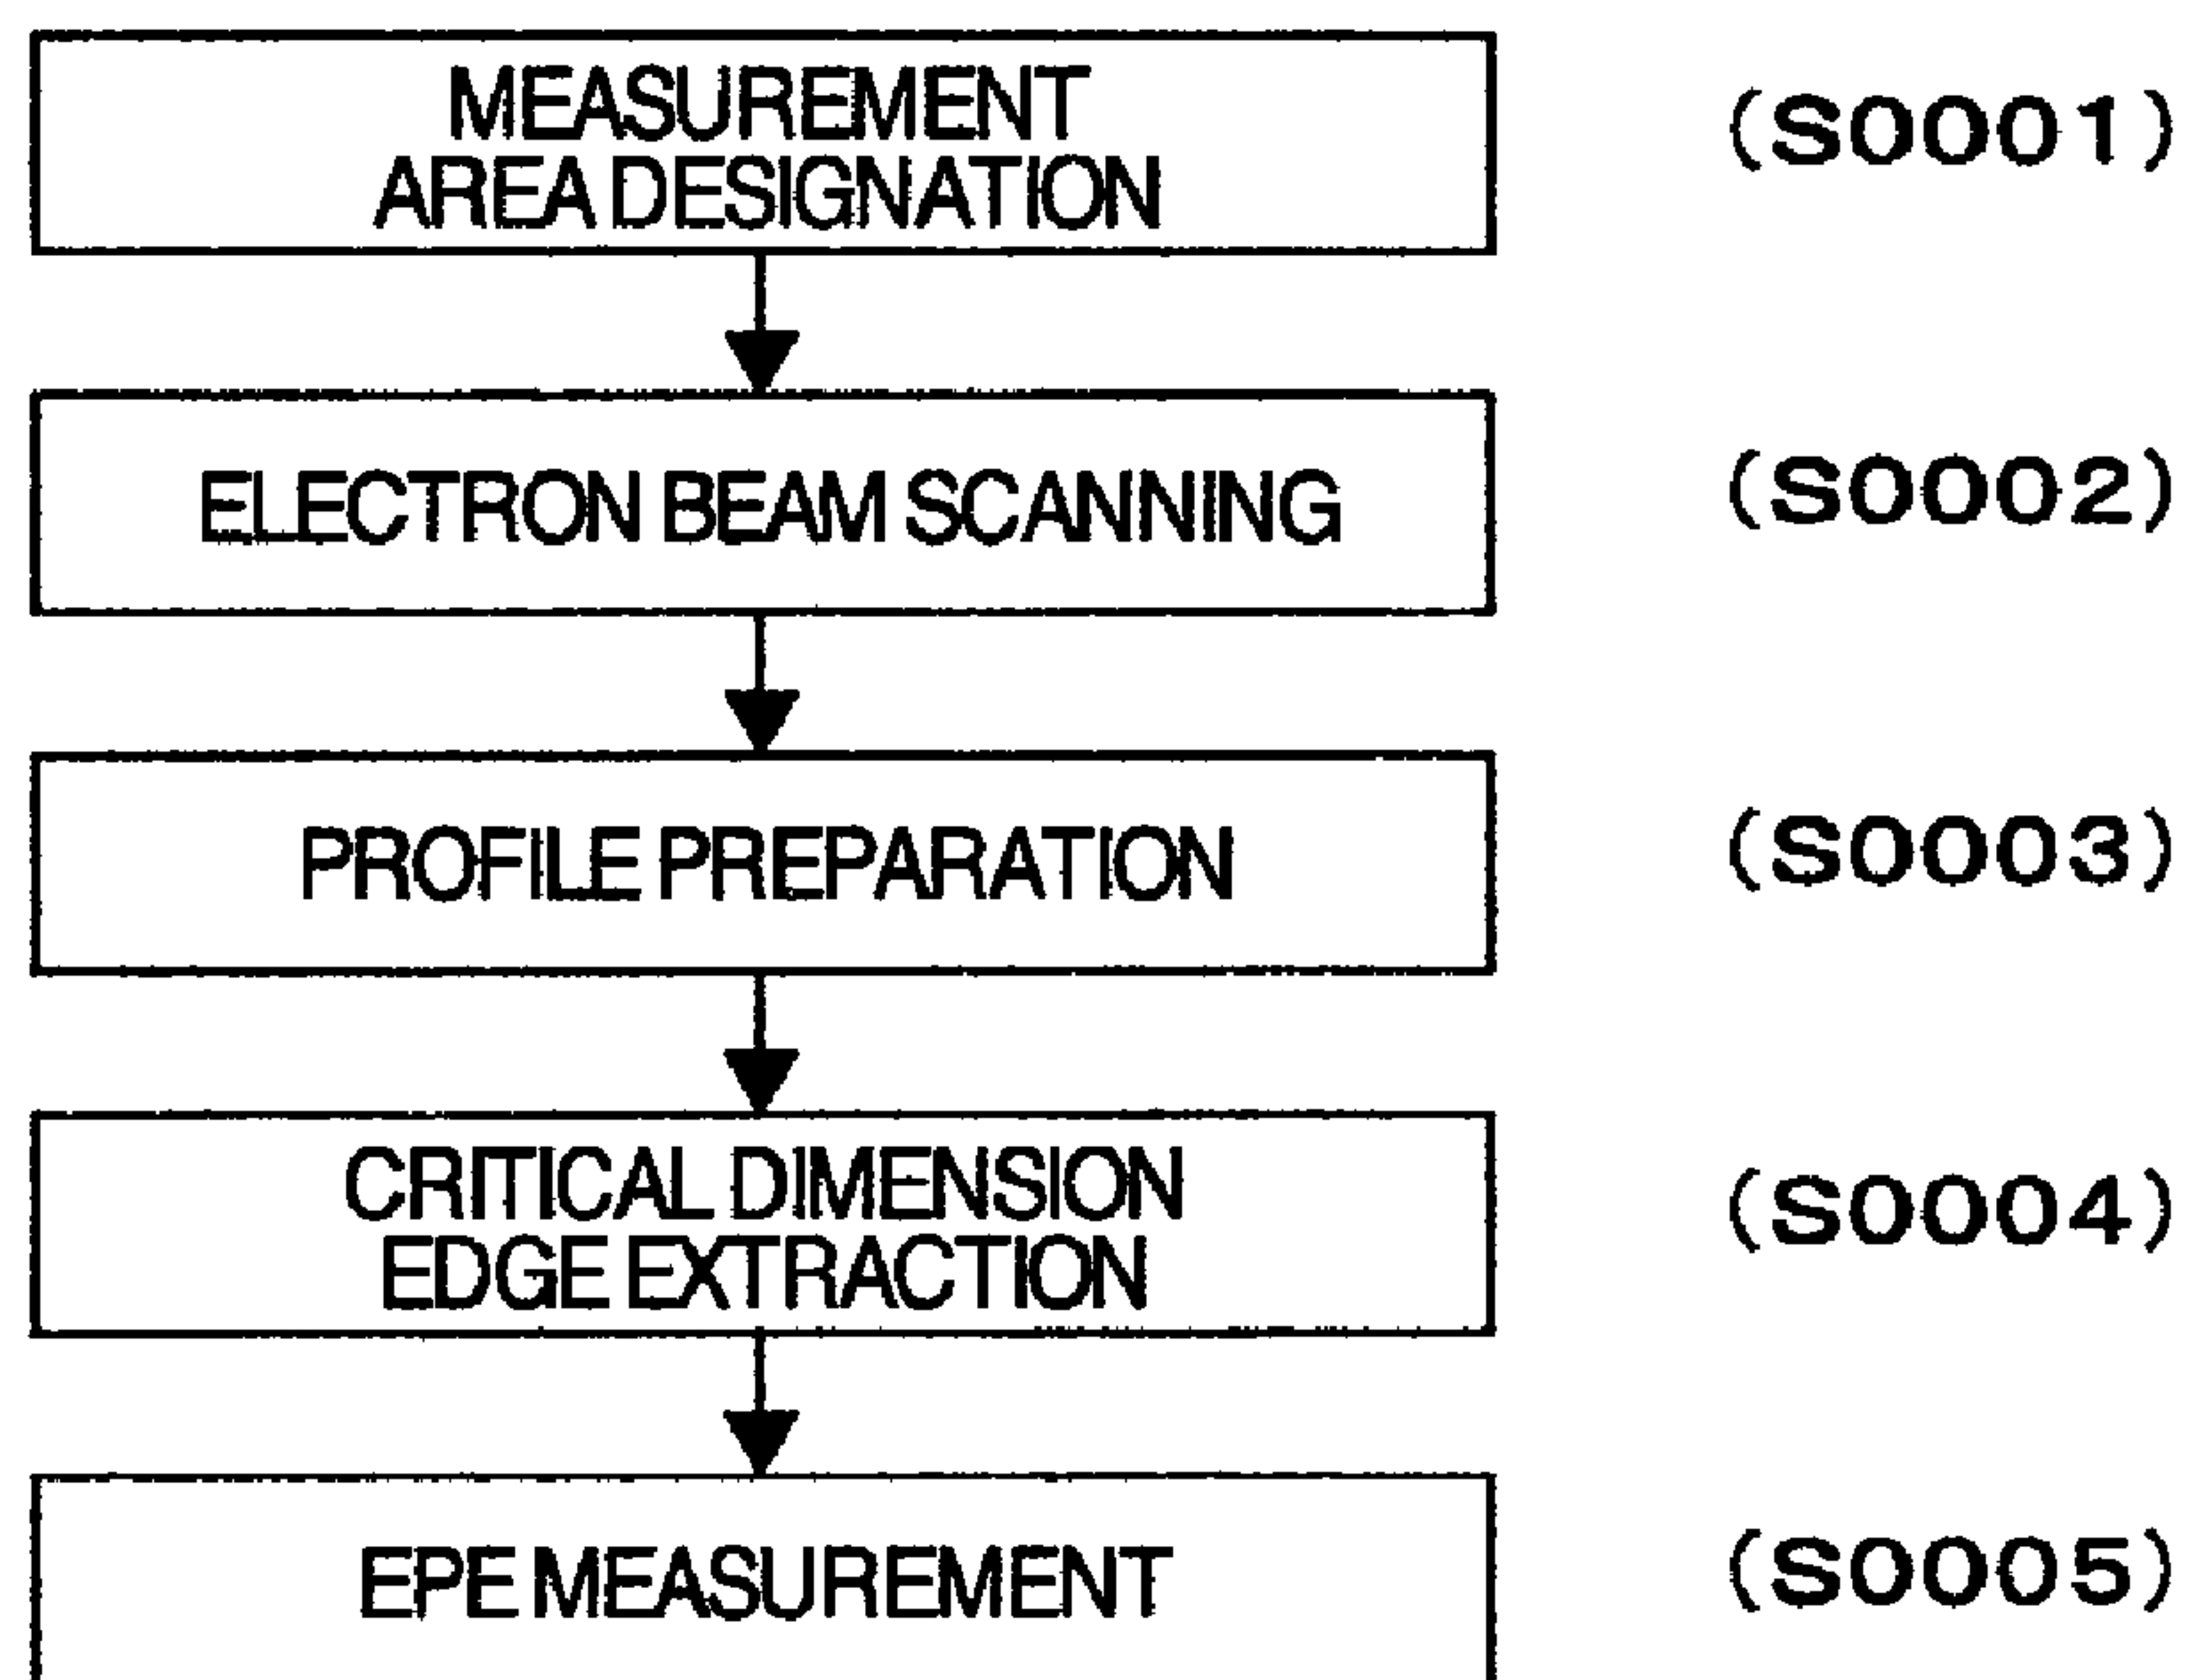 MEASUREMENT
AREA DESIGNATION
(S0001)
ELECTRON BEAM SCANNING
(S0002)
PROFILE PREPARATION
(S0003)
CRITICAL DIMENSION
EDGE EXTRACTION
(S0004)
EPE MEASUREMENT
(S0005)